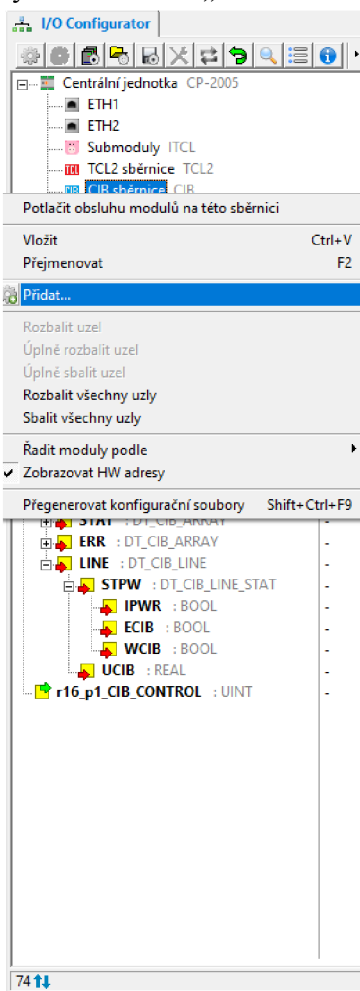 I/O Configurator
Centrální jednotka CP-2005
ETH1
ETH2
Submoduly ITCL
TCL2 sběrnice TCL2
CIB sběrnice CIB
Potlačit obsluhu modulů na této sběrnici
Vložit Ctrl+V
Přejmenovat F2
Přidat...
Rozbalit uzel
Úplně rozbalit uzel
Úplně sbalit uzel
Rozbalit všechny uzly
Sbalit všechny uzly
Řadit moduly podle
Zobrazovat HW adresy
Přegenerovat konfigurační soubory Shift+Ctrl+F9
STAT : DT_CIB_ARRAY -
ERR : DT_CIB_ARRAY -
LINE : DT_CIB_LINE -
STPW : DT_CIB_LINE_STAT -
IPWR : BOOL -
ECIB : BOOL -
WCIB : BOOL -
UCIB : REAL -
r16_p1_CIB_CONTROL : UINT -
74